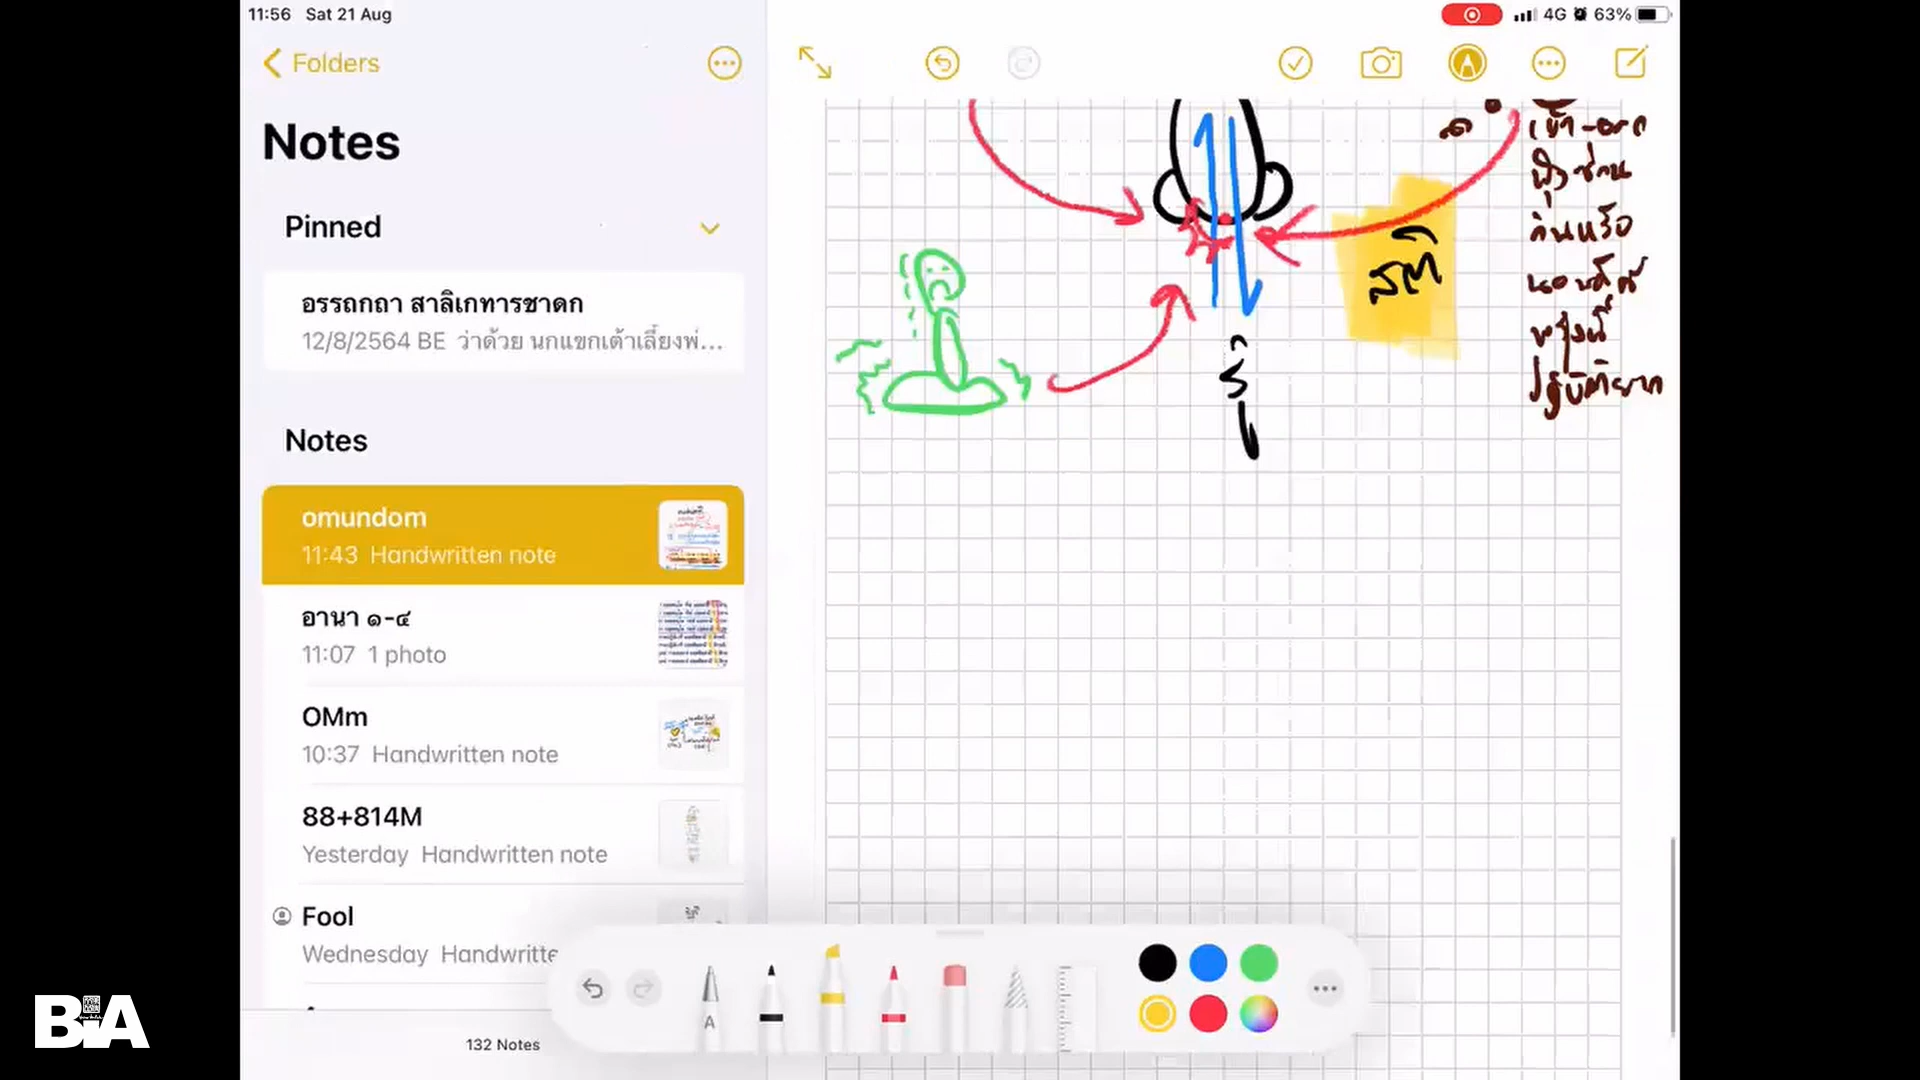 11:56 Sat 21 Aug
4G 63%
Folders
Notes
Pinned
อรรถกถา สาลิเกทารชาดก
12/8/2564 BE ว่าด้วย นกแขกเต้าเลี้ยงพ่...
Notes
omundom
11:43 Handwritten note
อานา ๑-๔
11:07 1 photo
OMm
10:37 Handwritten note
88+814M
Yesterday Handwritten note
Fool
Wednesday Handwritte
132 Notes
สติ
เข้า-ออก
ฟุ้งซ่าน
A
BIA